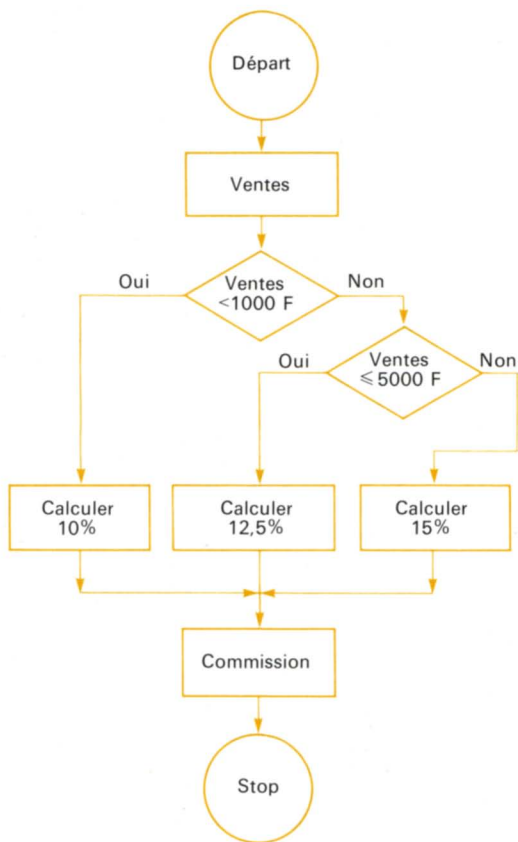 Départ
Ventes
Oui
Ventes
<1000 F
Non
Oui
Ventes
≤ 5000 F
Non
Calculer
10%
Calculer
12,5%
Calculer
15%
Commission
Stop